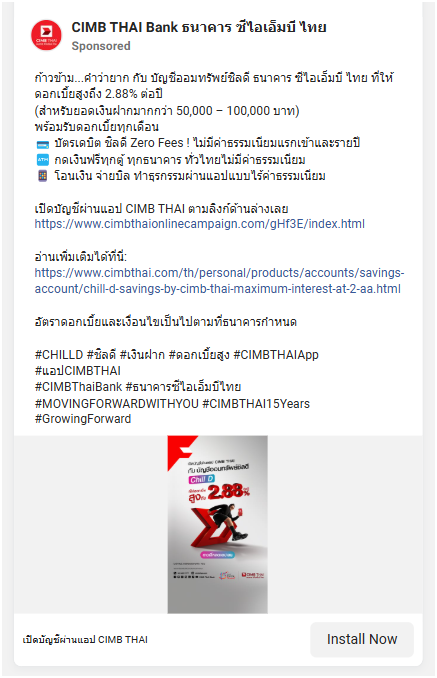 CIMB THAI Bank ธนาคาร ซีไอเอ็มบี ไทย
Sponsored
ก้าวข้าม...คำว่ายาก กับ บัญชีออมทรัพย์ชิลดี ธนาคาร ซีไอเอ็มบี ไทย ที่ให้
ดอกเบี้ยสูงถึง 2.88% ต่อปี
(สำหรับยอดเงินฝากมากกว่า 50,000 – 100,000 บาท)
พร้อมรับดอกเบี้ยทุกเดือน
บัตรเดบิต ชิลดี Zero Fees ! ไม่มีค่าธรรมเนียมแรกเข้าและรายปี
ATM กดเงินฟรีทุกตู้ ทุกธนาคาร ทั่วไทยไม่มีค่าธรรมเนียม
โอนเงิน จ่ายบิล ทำธุรกรรมผ่านแอปแบบไร้ค่าธรรมเนียม
เปิดบัญชีผ่านแอป CIMB THAI ตามลิงก์ด้านล่างเลย
https://www.cimbthaionlinecampaign.com/gHf3E/index.html
อ่านเพิ่มเติมได้ที่นี่:
https://www.cimbthai.com/th/personal/products/accounts/savings-
account/chill-d-savings-by-cimb-thai-maximum-interest-at-2-aa.html
อัตราดอกเบี้ยและเงื่อนไขเป็นไปตามที่ธนาคารกำหนด
#CHILLD #ชิลดี #เงินฝาก #ดอกเบี้ยสูง #CIMBTHAIApp
#แอปCIMBTHAI
#CIMBThaiBank #ธนาคารซีไอเอ็มบีไทย
#MOVINGFORWARDWITHYOU #CIMBTHAI15Years
#GrowingForward
กับ บัญชีออมทรัพย์ชิลดี
Chill D
สูงถึง 2.88%
เปิดบัญชีผ่านแอป CIMB THAI
Install Now